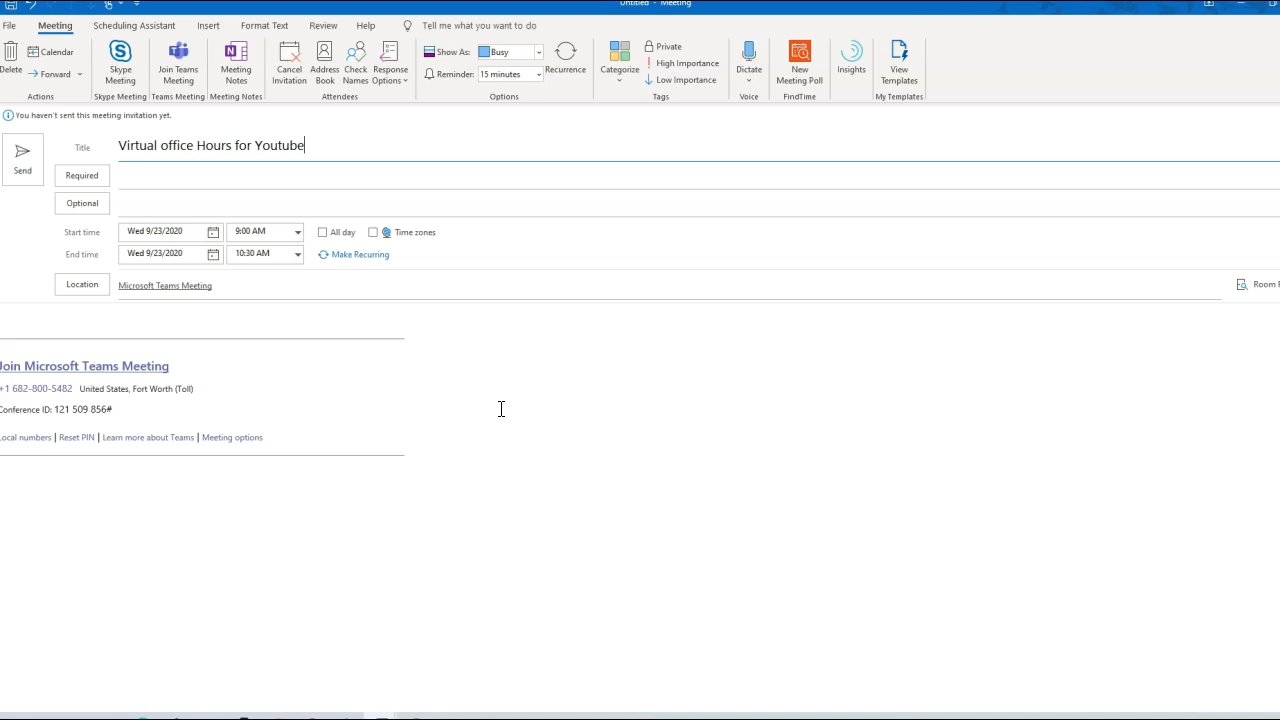 Untitled - Meeting
File Meeting Scheduling Assistant Insert Format Text Review Help Tell me what you want to do
Delete
Calendar
Forward
Actions
Skype
Meeting
Skype Meeting
Join Teams
Meeting
Teams Meeting
Meeting
Notes
Meeting Notes
Cancel
Invitation
Address
Book
Check
Names
Response
Options
Attendees
Show As: Busy
Reminder: 15 minutes
Recurrence
Options
Categorize
Private
High Importance
Low Importance
Tags
Dictate
Voice
New
Meeting Poll
FindTime
Insights
View
Templates
My Templates
You haven't sent this meeting invitation yet.
Send
Title Virtual office Hours for Youtube
Required
Optional
Start time Wed 9/23/2020 9:00 AM All day Time zones
End time Wed 9/23/2020 10:30 AM Make Recurring
Location Microsoft Teams Meeting Room F
Join Microsoft Teams Meeting
+1 682-800-5482 United States, Fort Worth (Toll)
Conference ID: 121 509 856#
Local numbers | Reset PIN | Learn more about Teams | Meeting options